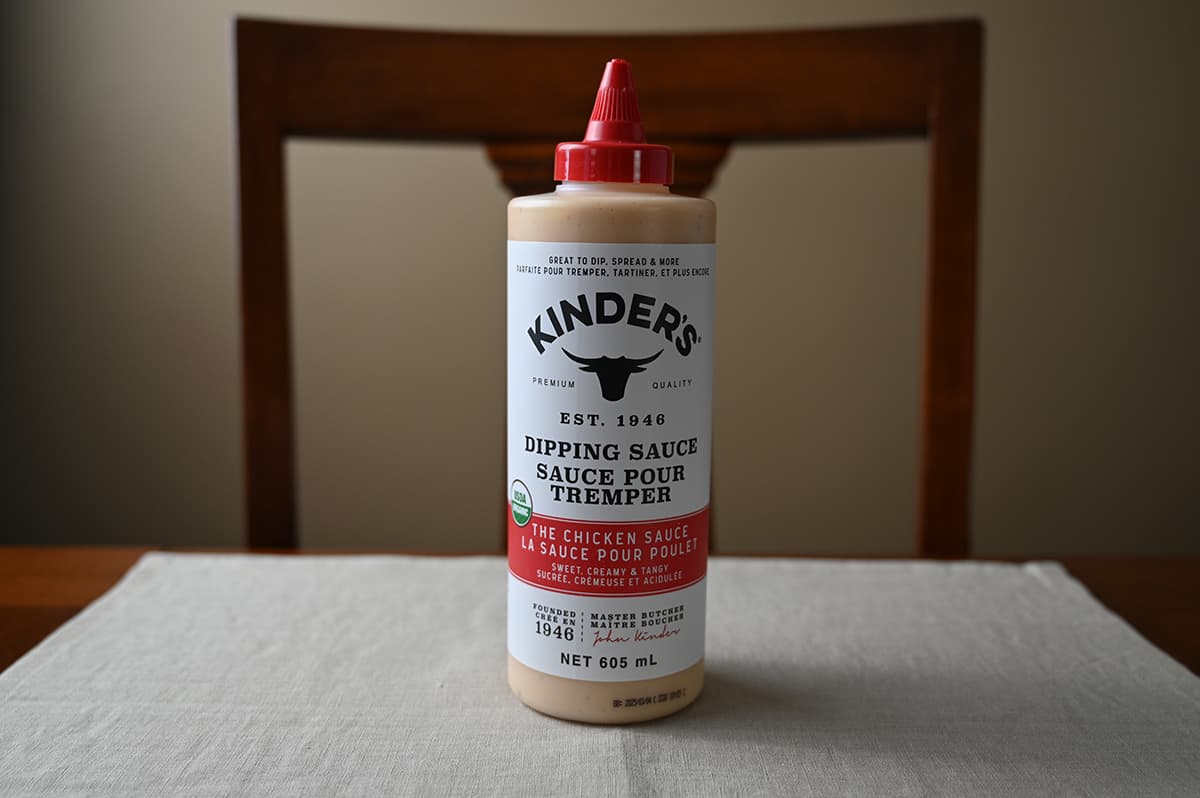 GREAT TO DIP, SPREAD & MORE
PARFAITE POUR TREMPER, TARTINER, ET PLUS ENCORE
KINDER'S®
PREMIUM QUALITY
EST. 1946
DIPPING SAUCE
SAUCE POUR
TREMPER
USDA
ORGANIC
THE CHICKEN SAUCE
LA SAUCE POUR POULET
SWEET, CREAMY & TANGY
SUCRÉE, CRÉMEUSE ET ACIDULÉE
FOUNDED
CRÉÉ EN
1946
MASTER BUTCHER
MAÎTRE BOUCHER
John Kinder
NET 605 mL